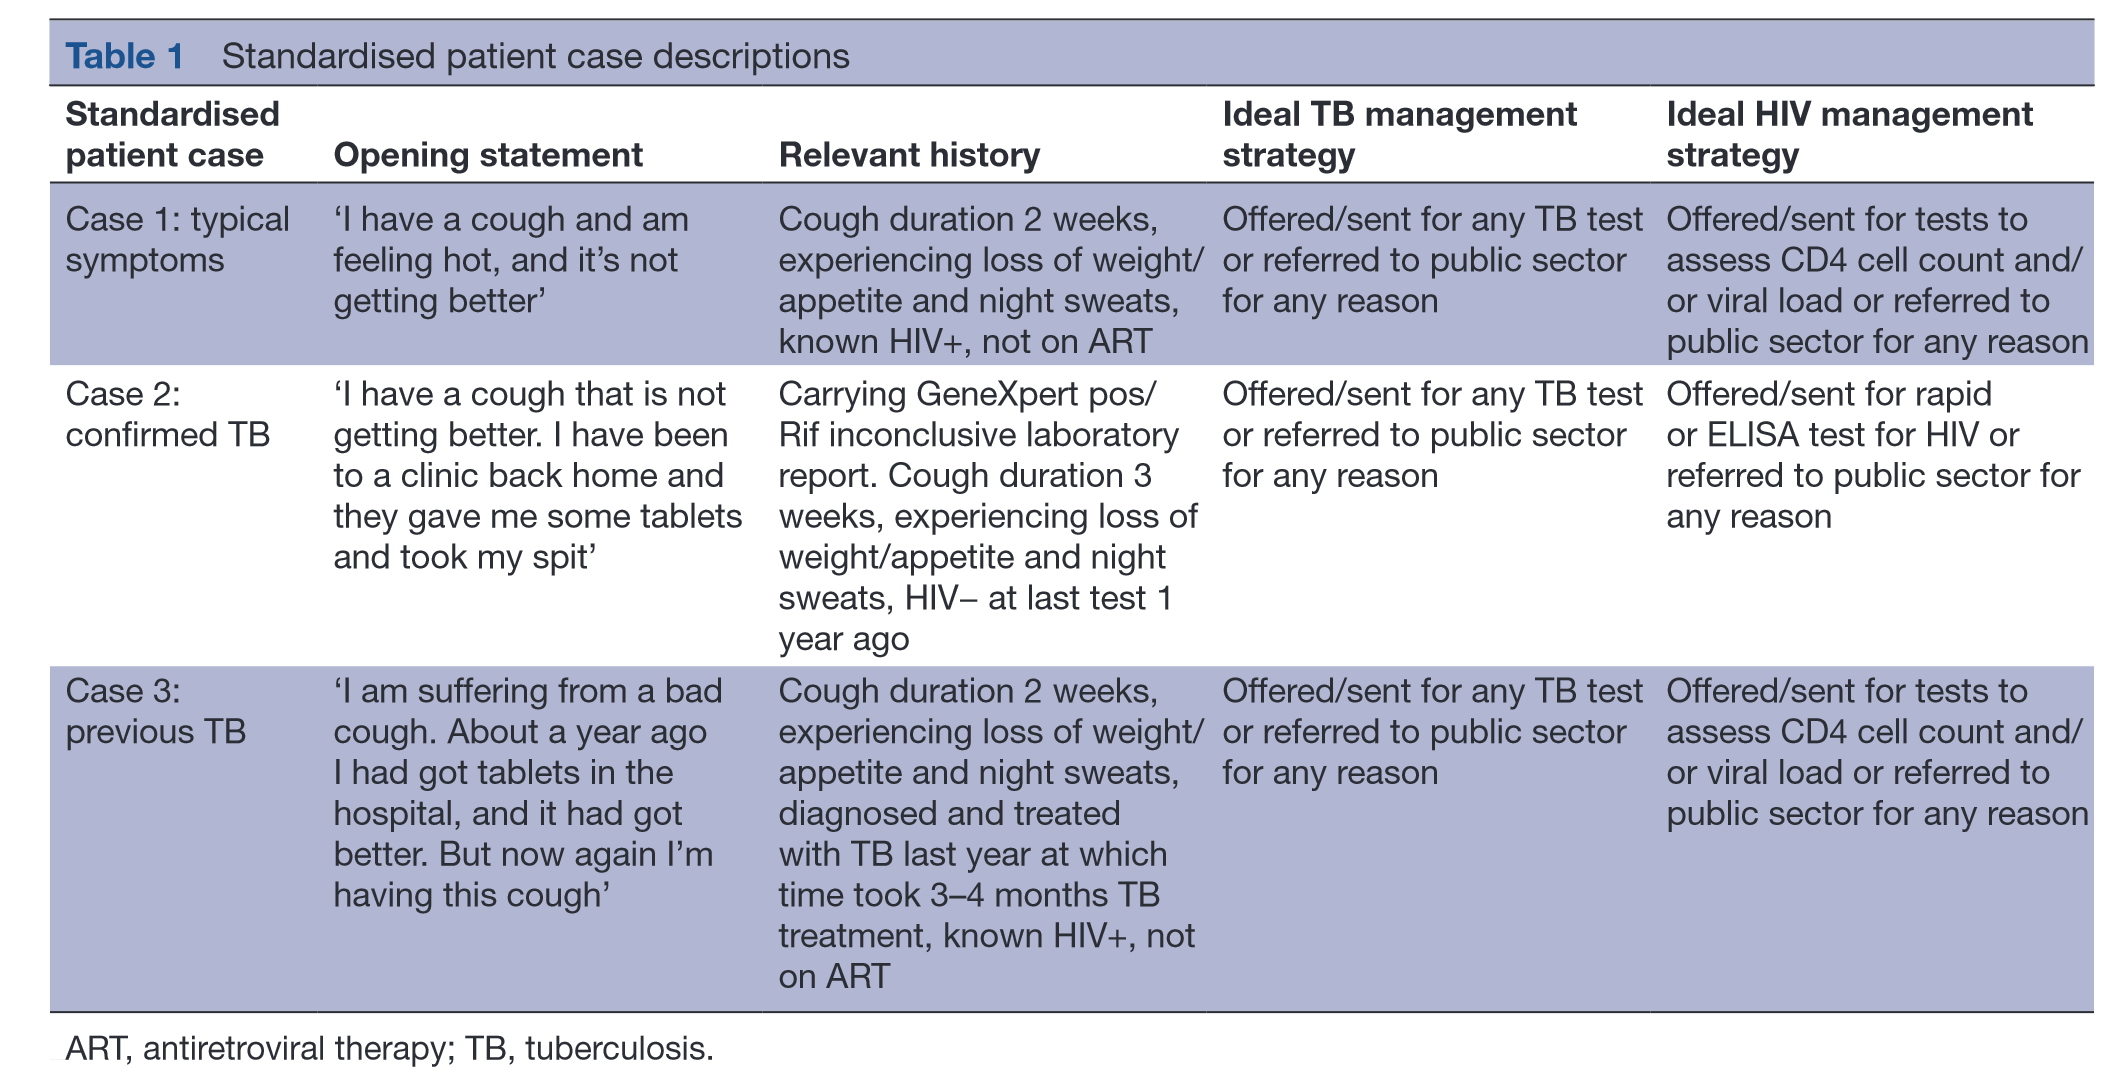 Table 1 Standardised patient case descriptions
Standardised
patient case
Opening statement
Relevant history
Ideal TB management
strategy
Ideal HIV management
strategy
Case 1: typical
symptoms
‘I have a cough and am
feeling hot, and it’s not
getting better’
Cough duration 2 weeks,
experiencing loss of weight/
appetite and night sweats,
known HIV+, not on ART
Offered/sent for any TB test
or referred to public sector
for any reason
Offered/sent for tests to
assess CD4 cell count and/
or viral load or referred to
public sector for any reason
Case 2:
confirmed TB
‘I have a cough that is not
getting better. I have been
to a clinic back home and
they gave me some tablets
and took my spit’
Carrying GeneXpert pos/
Rif inconclusive laboratory
report. Cough duration 3
weeks, experiencing loss of
weight/appetite and night
sweats, HIV− at last test 1
year ago
Offered/sent for any TB test
or referred to public sector
for any reason
Offered/sent for rapid
or ELISA test for HIV or
referred to public sector for
any reason
Case 3:
previous TB
‘I am suffering from a bad
cough. About a year ago
I had got tablets in the
hospital, and it had got
better. But now again I’m
having this cough’
Cough duration 2 weeks,
experiencing loss of weight/
appetite and night sweats,
diagnosed and treated
with TB last year at which
time took 3–4 months TB
treatment, known HIV+, not
on ART
Offered/sent for any TB test
or referred to public sector
for any reason
Offered/sent for tests to
assess CD4 cell count and/
or viral load or referred to
public sector for any reason
ART, antiretroviral therapy; TB, tuberculosis.